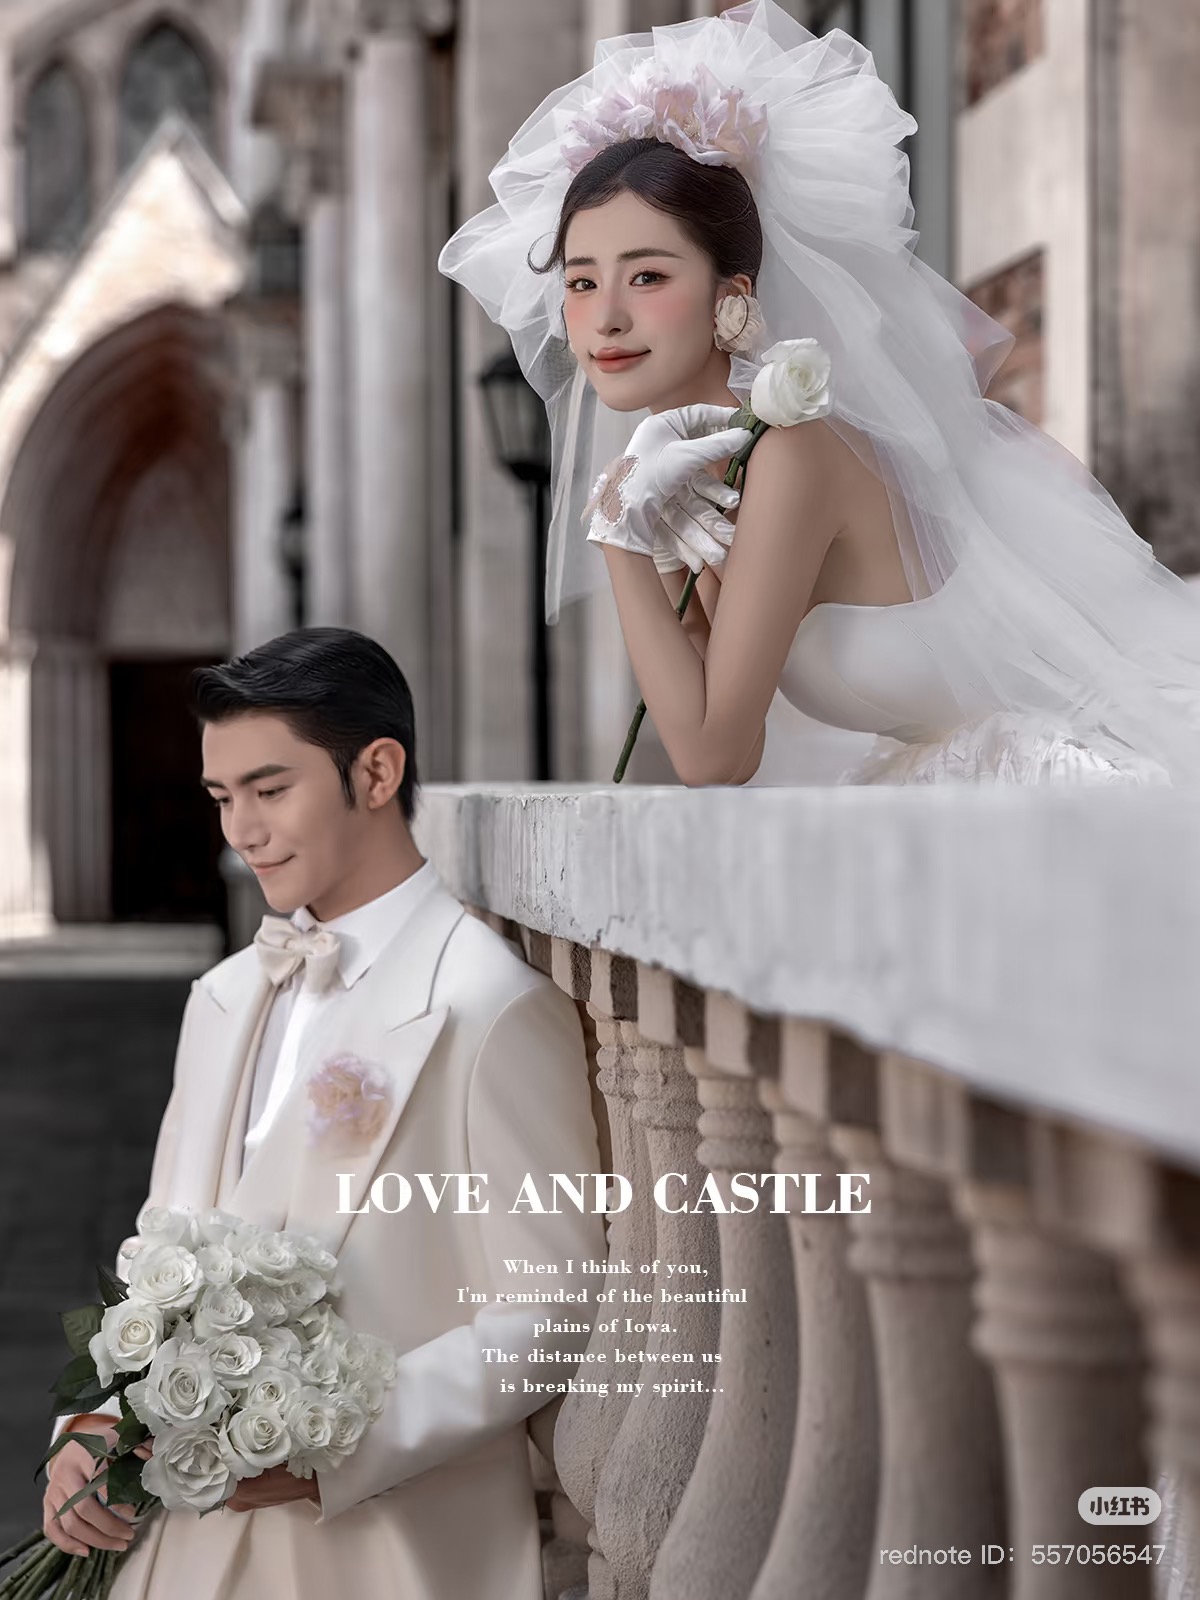 LOVE AND CASTLE
When I think of you,
I'm reminded of the beautiful
plains of Iowa.
The distance between us
is breaking my spirit...
小红书
rednote ID：557056547